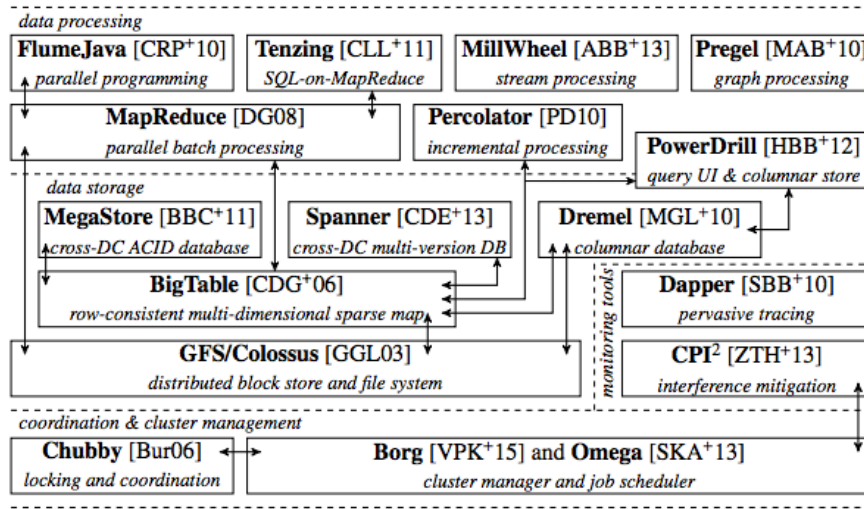 data processing
FlumeJava [CRP+10]
parallel programming
Tenzing [CLL+11]
SQL-on-MapReduce
MillWheel [ABB+13]
stream processing
Pregel [MAB+10]
graph processing
MapReduce [DG08]
parallel batch processing
Percolator [PD10]
incremental processing
PowerDrill [HBB+12]
query UI & columnar store
data storage
MegaStore [BBC+11]
cross-DC ACID database
Spanner [CDE+13]
cross-DC multi-version DB
Dremel [MGL+10]
columnar database
BigTable [CDG+06]
row-consistent multi-dimensional sparse map
monitoring tools
Dapper [SBB+10]
pervasive tracing
GFS/Colossus [GGL03]
distributed block store and file system
CPI2 [ZTH+13]
interference mitigation
coordination & cluster management
Chubby [Bur06]
locking and coordination
Borg [VPK+15] and Omega [SKA+13]
cluster manager and job scheduler